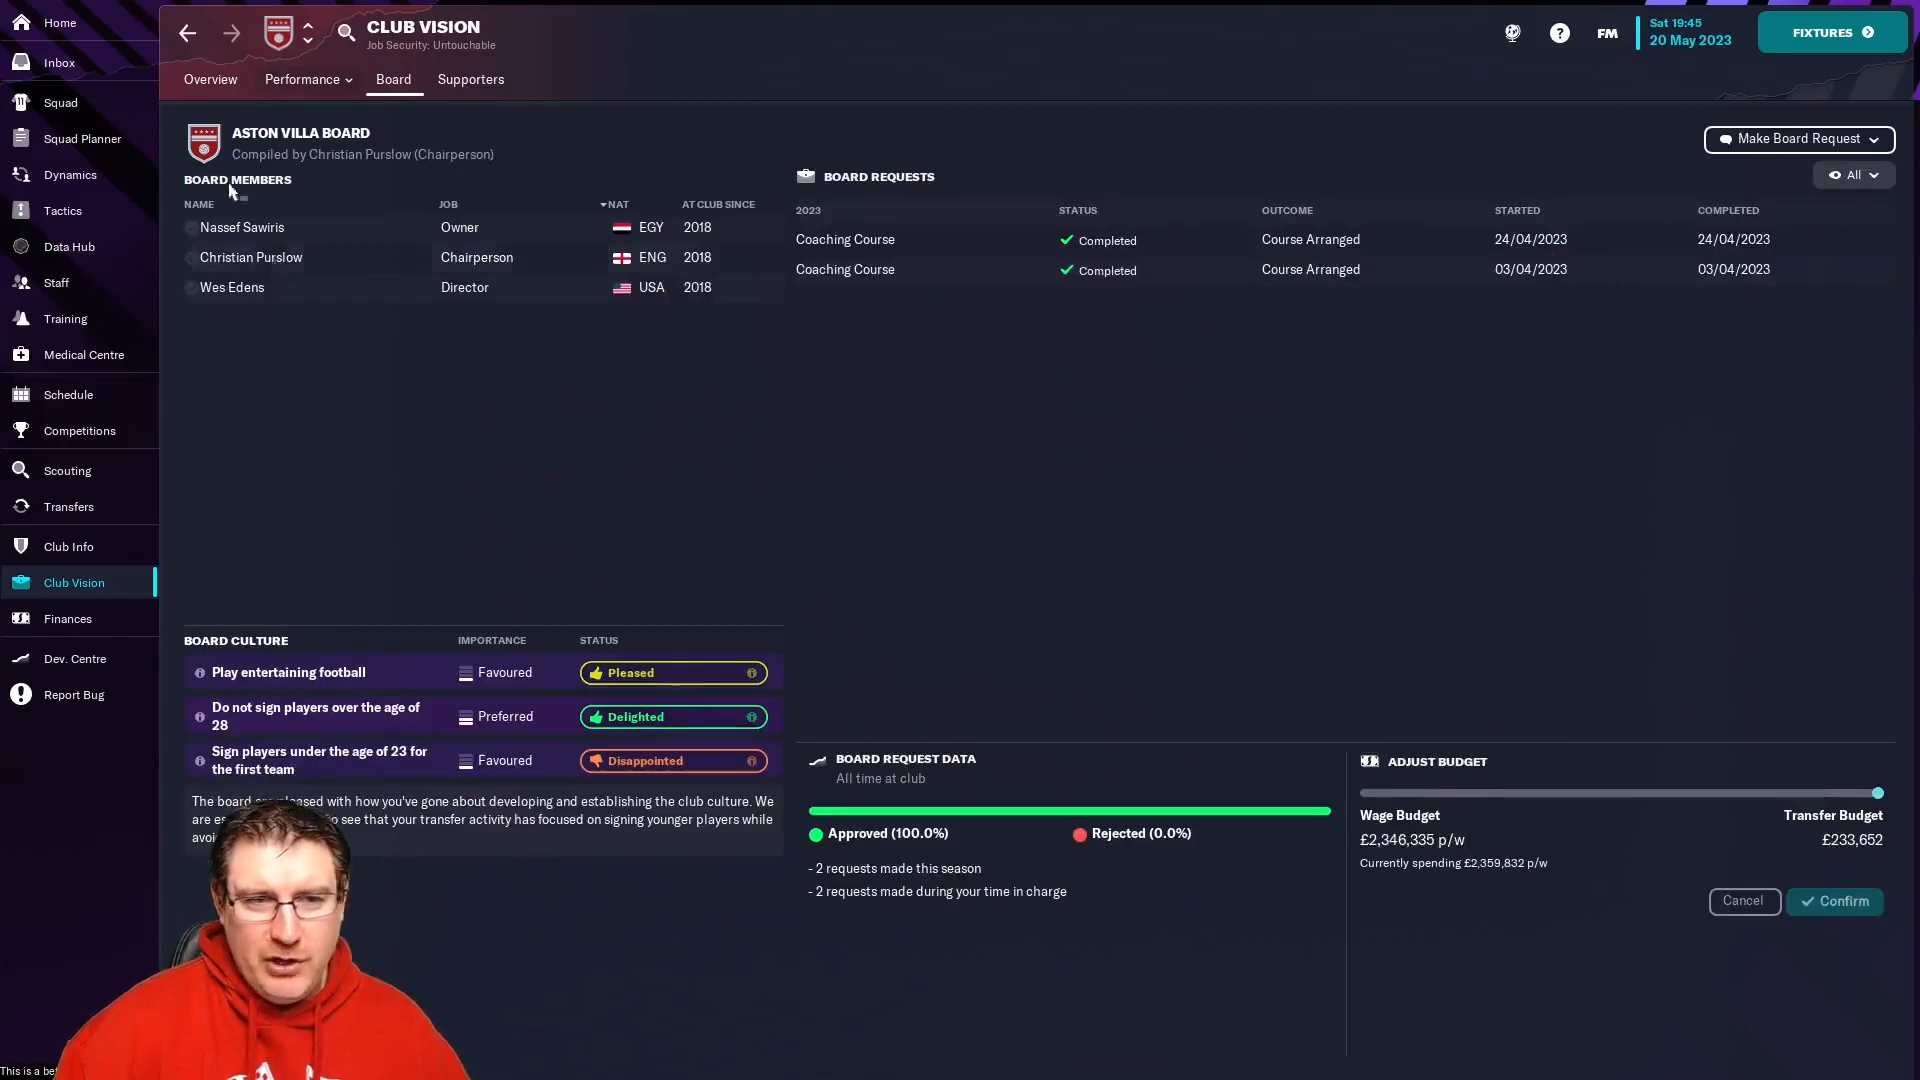 Home
Inbox
Squad
Squad Planner
Dynamics
Tactics
Data Hub
Staff
Training
Medical Centre
Schedule
Competitions
Scouting
Transfers
Club Info
Club Vision
Finances
Dev. Centre
Report Bug
CLUB VISION
Job Security: Untouchable
FM
Sat 19:45
20 May 2023
FIXTURES
Overview Performance Board Supporters
ASTON VILLA BOARD
Compiled by Christian Purslow (Chairperson)
Make Board Request
All
BOARD MEMBERS
NAME JOB NAT AT CLUB SINCE
Nassef Sawiris Owner EGY 2018
Christian Purslow Chairperson ENG 2018
Wes Edens Director USA 2018
BOARD REQUESTS
2023 STATUS OUTCOME STARTED COMPLETED
Coaching Course Completed Course Arranged 24/04/2023 24/04/2023
Coaching Course Completed Course Arranged 03/04/2023 03/04/2023
BOARD CULTURE IMPORTANCE STATUS
Play entertaining football Favoured Pleased
Do not sign players over the age of
28
Preferred Delighted
Sign players under the age of 23 for
the first team
Favoured Disappointed
The board pleased with how you've gone about developing and establishing the club culture. We
are to see that your transfer activity has focused on signing younger players while
BOARD REQUEST DATA
All time at club
Approved (100.0%) Rejected (0.0%)
- 2 requests made this season
- 2 requests made during your time in charge
ADJUST BUDGET
Wage Budget Transfer Budget
£2,346,335 p/w £233,652
Currently spending £2,359,832 p/w
Cancel Confirm
This is a